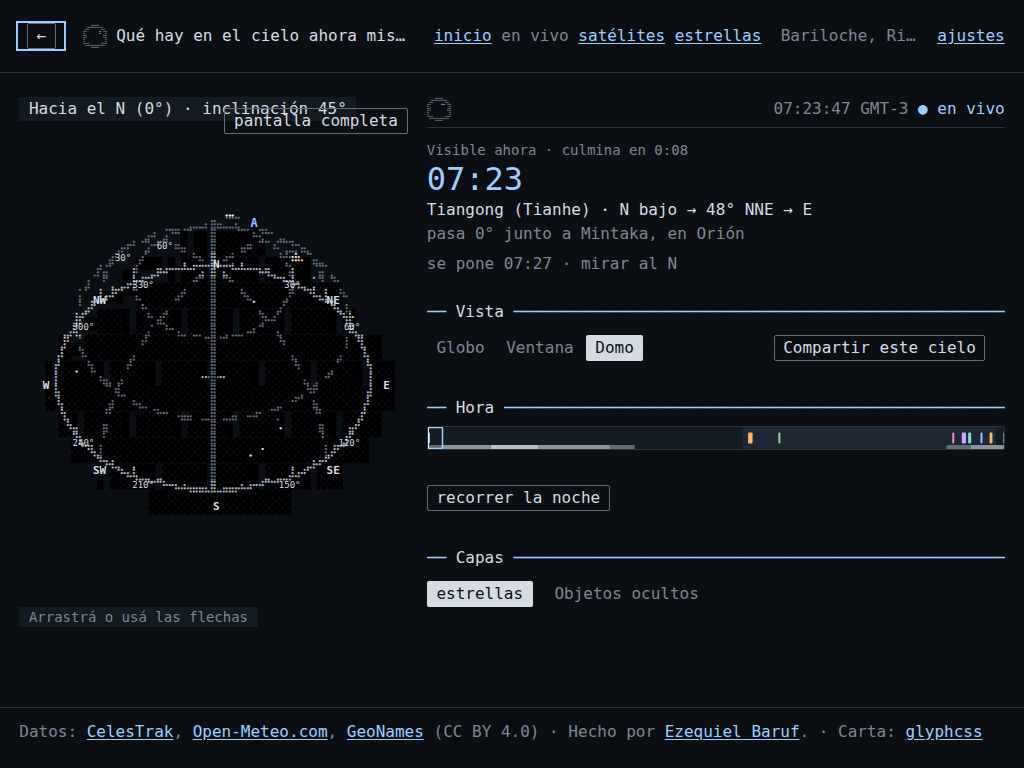 ← Qué hay en el cielo ahora mis… inicio en vivo satélites estrellas Bariloche, Ri… ajustes
Hacia el N (0°) · inclinación 45°
pantalla completa
07:23:47 GMT-3 ● en vivo
Visible ahora · culmina en 0:08
07:23
Tiangong (Tianhe) · N bajo → 48° NNE → E
pasa 0° junto a Mintaka, en Orión
se pone 07:27 · mirar al N
A
60°
30°
N
330°
30°
NW
NE
300°
60°
W
E
240°
120°
SW
SE
210°
150°
S
Arrastrá o usá las flechas
Vista
Globo Ventana Domo Compartir este cielo
Hora
recorrer la noche
Capas
estrellas Objetos ocultos
Datos: CelesTrak, Open-Meteo.com, GeoNames (CC BY 4.0) · Hecho por Ezequiel Baruf. · Carta: glyphcss